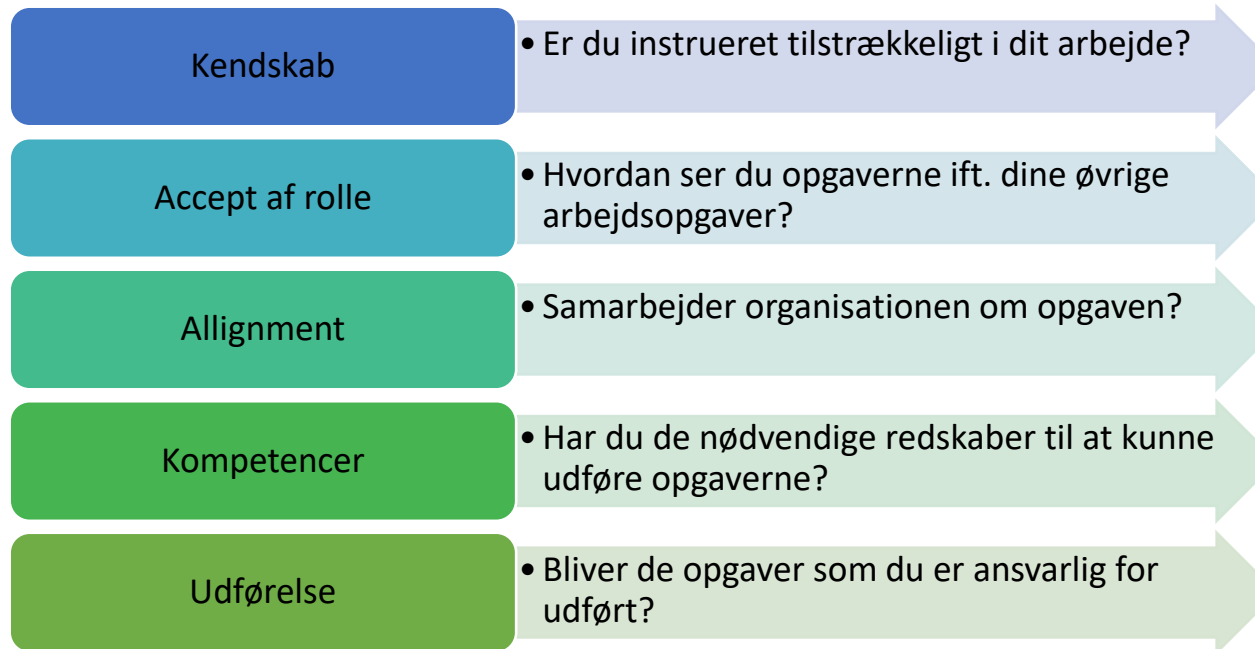 Kendskab
• Er du instrueret tilstrækkeligt i dit arbejde?
Accept af rolle
• Hvordan ser du opgaverne ift. dine øvrige
arbejdsopgaver?
Allignment
• Samarbejder organisationen om opgaven?
Kompetencer
• Har du de nødvendige redskaber til at kunne
udføre opgaverne?
Udførelse
• Bliver de opgaver som du er ansvarlig for
udført?